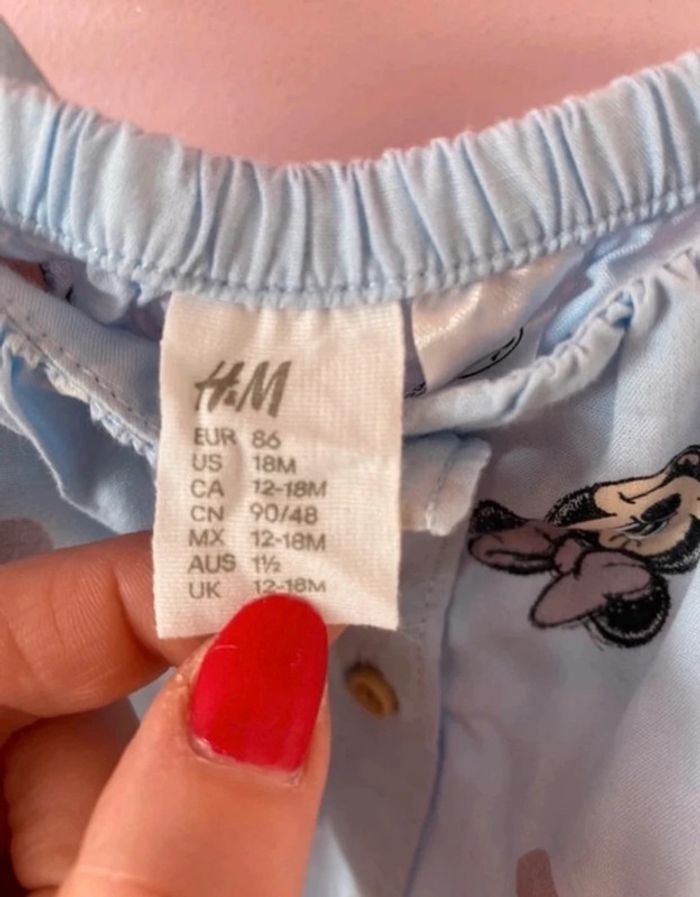 H&M
EUR 86
US 18M
CA 12-18M
CN 90/48
MX 12-18M
AUS 1½
UK 12-18M